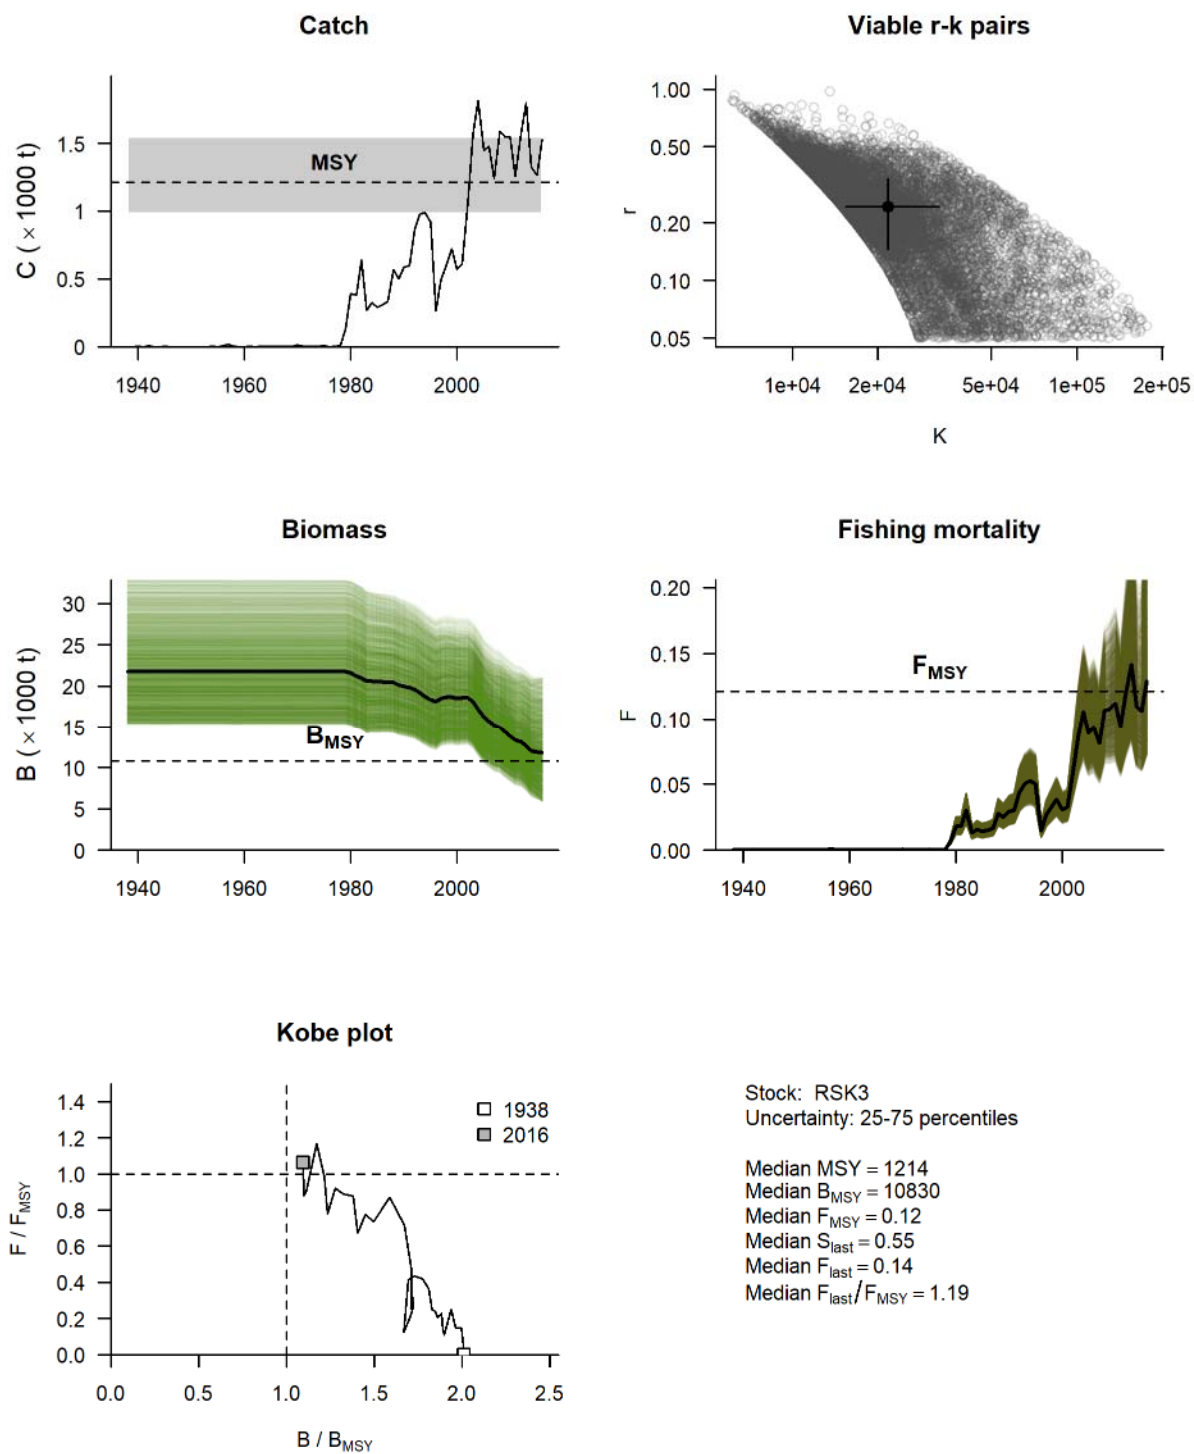 Catch
C ( × 1000 t)
1.5
1
0.5
0
MSY
1940
1960
1980
2000
Viable r-k pairs
r
1.00
0.50
0.20
0.10
0.05
1e+04
2e+04
5e+04
1e+05
2e+05
K
Biomass
B ( × 1000 t)
30
25
20
15
10
5
0
BMSY
1940
1960
1980
2000
Fishing mortality
F
0.20
0.15
0.10
0.05
0.00
FMSY
1940
1960
1980
2000
Kobe plot
F / FMSY
1.4
1.2
1.0
0.8
0.6
0.4
0.2
0.0
1938
2016
0.0
0.5
1.0
1.5
2.0
2.5
B / BMSY
Stock: RSK3
Uncertainty: 25-75 percentiles
Median MSY = 1214
Median BMSY = 10830
Median FMSY = 0.12
Median Slast = 0.55
Median Flast = 0.14
Median Flast/FMSY = 1.19